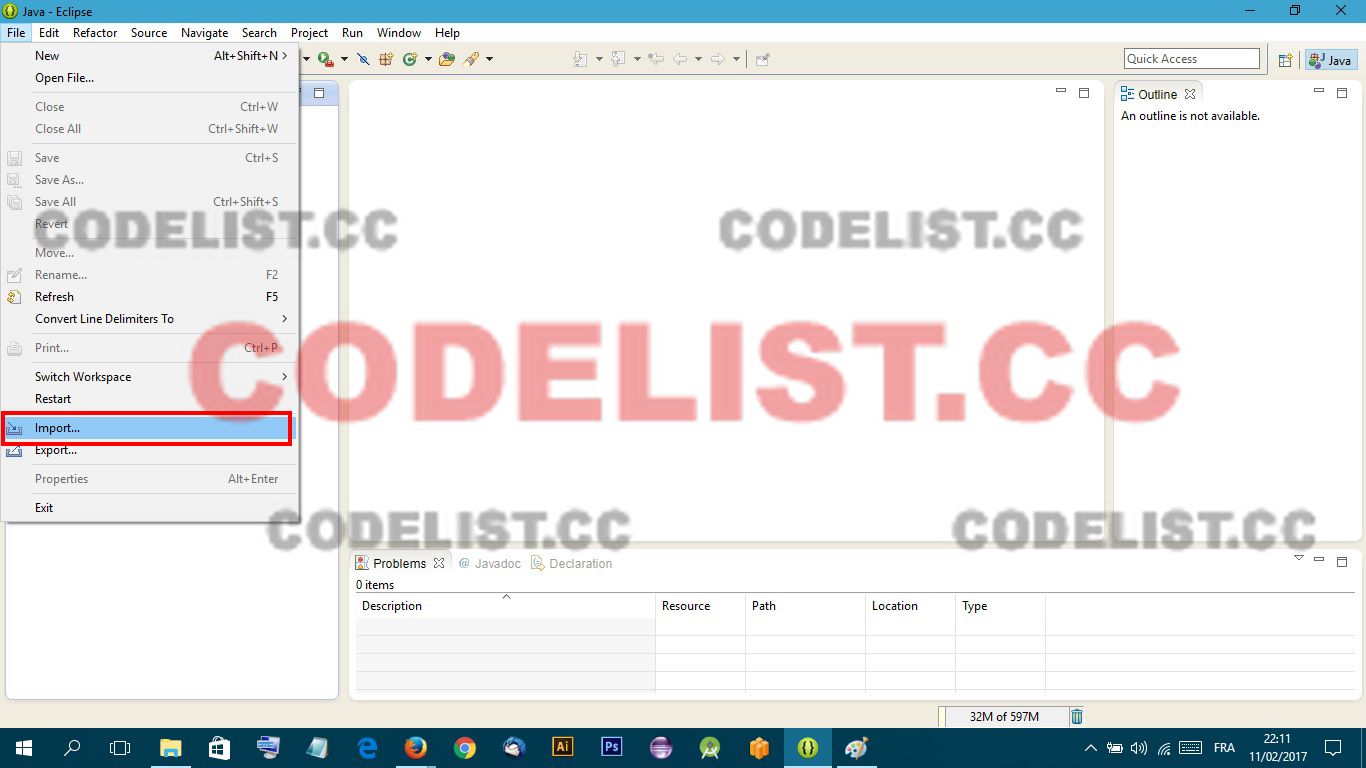 Java - Eclipse
File Edit Refactor Source Navigate Search Project Run Window Help
New Alt+Shift+N
Open File...
Close Ctrl+W
Close All Ctrl+Shift+W
Save Ctrl+S
Save As...
Save All Ctrl+Shift+S
Revert
Move...
Rename... F2
Refresh F5
Convert Line Delimiters To
Print... Ctrl+P
Switch Workspace
Restart
Import...
Export...
Properties Alt+Enter
Exit
Quick Access
Java
Outline
An outline is not available.
CODELIST.CC CODELIST.CC
CODELIST.CC
CODELIST.CC CODELIST.CC
Problems @ Javadoc Declaration
0 items
Description Resource Path Location Type
32M of 597M
Ai Ps
FRA
22:11
11/02/2017